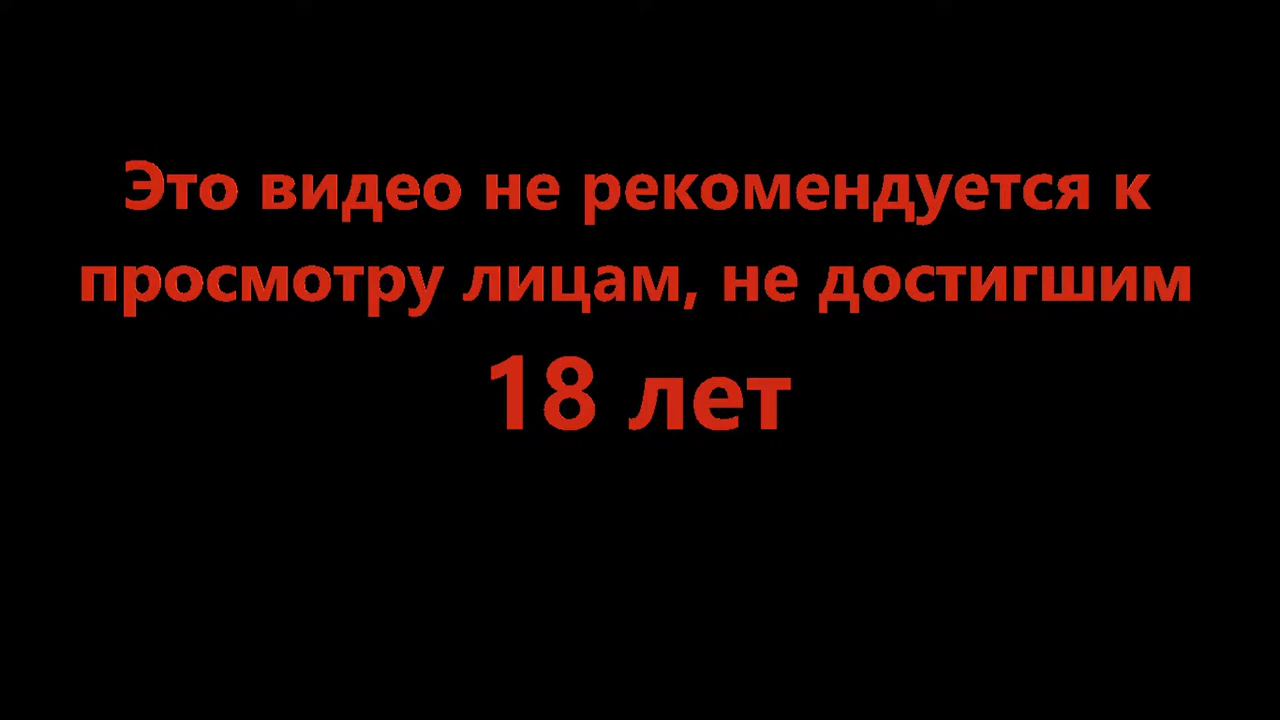 Это видео не рекомендуется к
просмотру лицам, не достигшим
18 лет